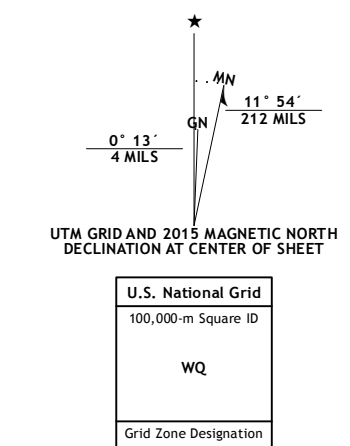 MN
11° 54´
212 MILS
GN
0° 13´
4 MILS
UTM GRID AND 2015 MAGNETIC NORTH
DECLINATION AT CENTER OF SHEET
U.S. National Grid
100,000-m Square ID
WQ
Grid Zone Designation